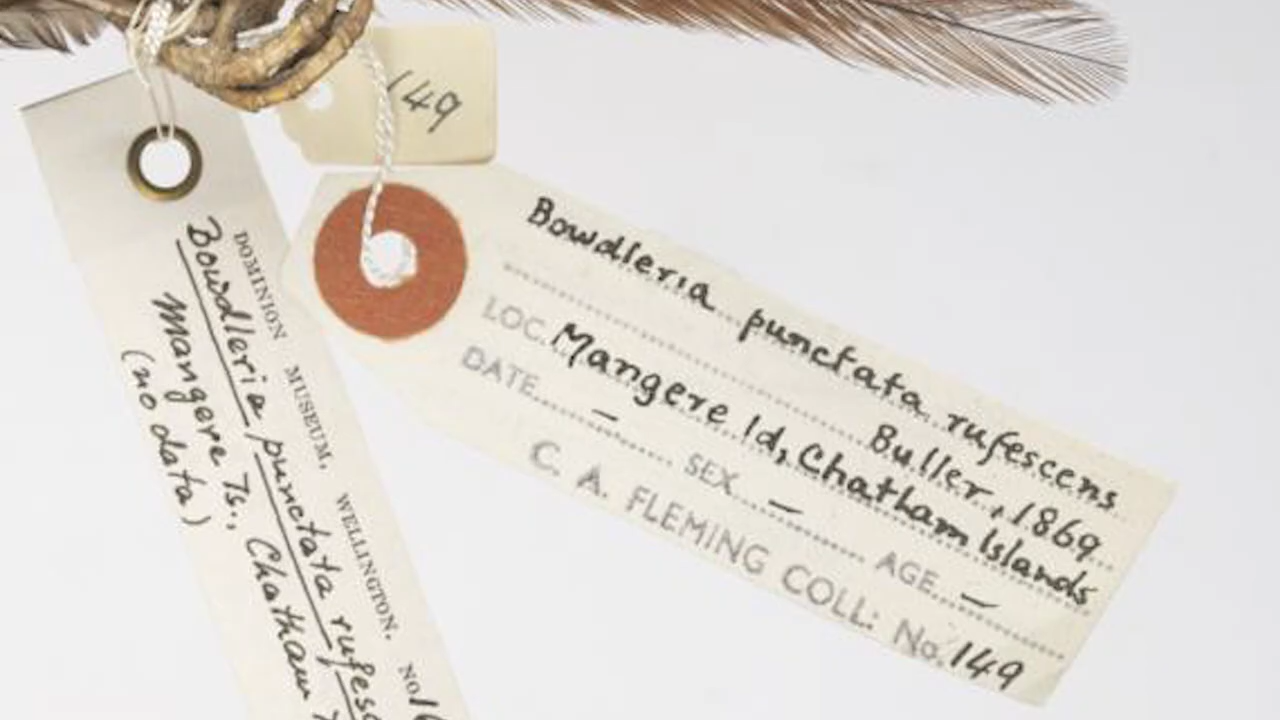 149
Bowdleria punctata rufescens
Buller, 1869
LOC. Mangere Id, Chatham Islands
DATE — SEX — AGE —
C. A. FLEMING COLL: No. 149
DOMINION MUSEUM, WELLINGTON. No
Bowdleria punctata rufesc
Mangere Is., Chatham
(no data)